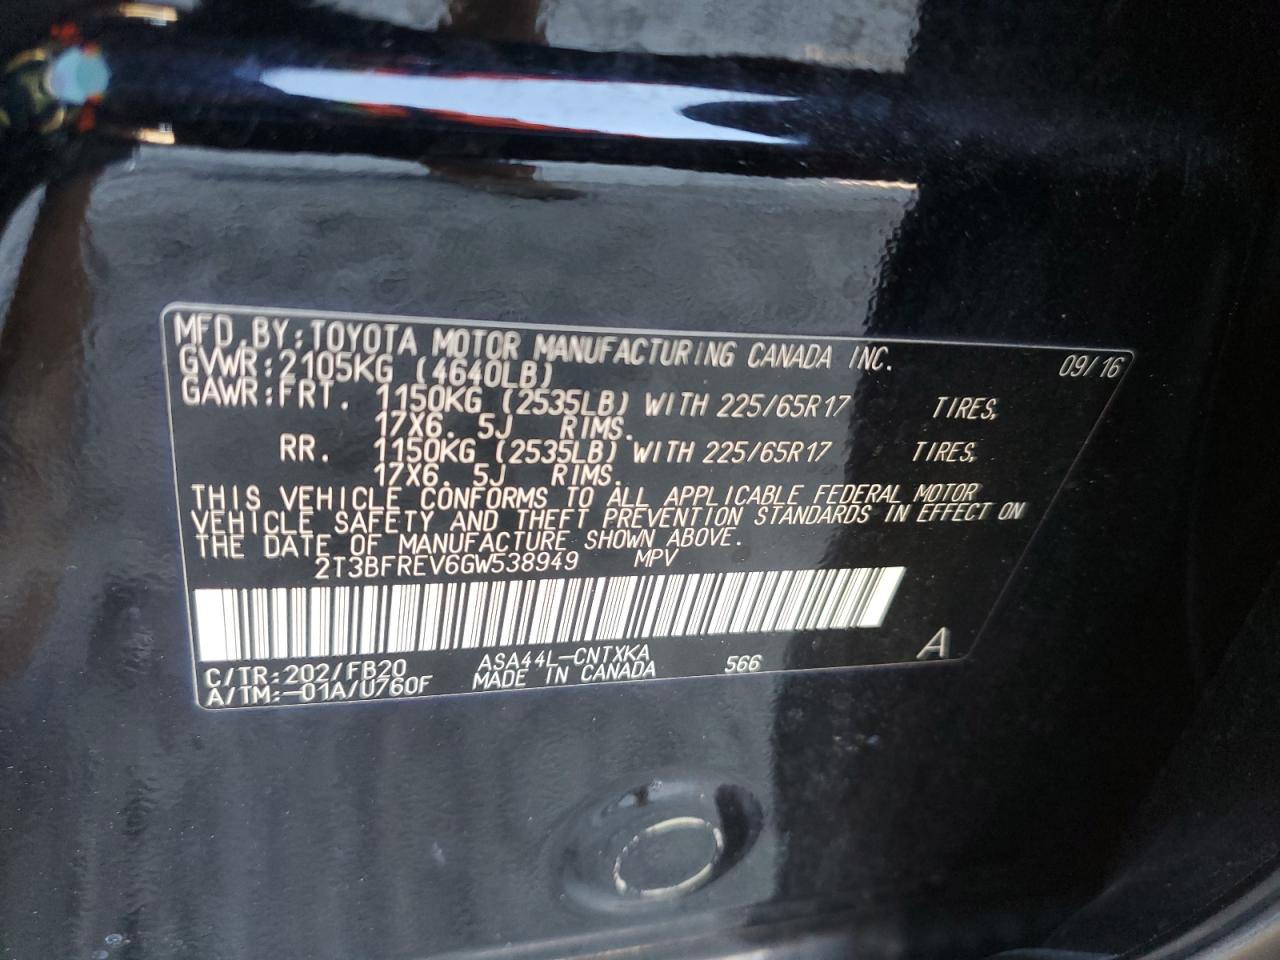 MFD.BY:TOYOTA MOTOR MANUFACTURING CANADA INC. 09/16
GVWR:2105KG (4640LB)
GAWR:FRT. 1150KG (2535LB) WITH 225/65R17 TIRES,
17X6.5J RIMS.
RR. 1150KG (2535LB) WITH 225/65R17 TIRES,
17X6.5J RIMS.
THIS VEHICLE CONFORMS TO ALL APPLICABLE FEDERAL MOTOR
VEHICLE SAFETY AND THEFT PREVENTION STANDARDS IN EFFECT ON
THE DATE OF MANUFACTURE SHOWN ABOVE.
2T3BFREV6GW538949 MPV
C/TR:202/FB20 ASA44L-CNTXKA 566 A
A/TM:-01A/U760F MADE IN CANADA